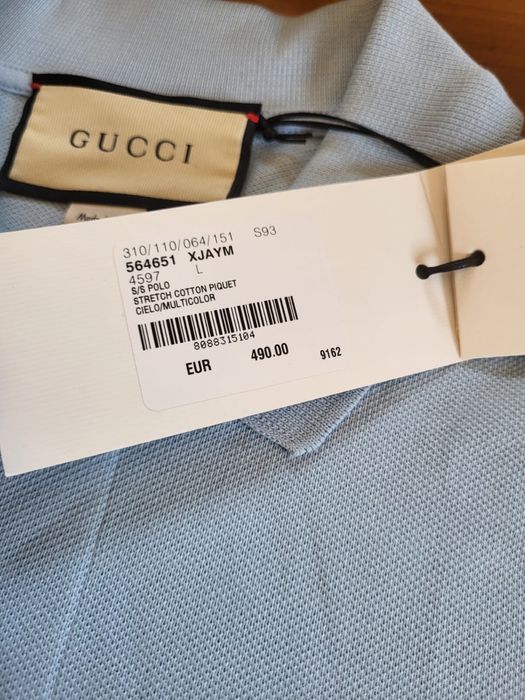 GUCCI
Made
310/110/064/151 S93
564651 XJAYM
4597 L
S/S POLO
STRETCH COTTON PIQUET
CIELO/MULTICOLOR
8088315104
EUR 490.00 9162